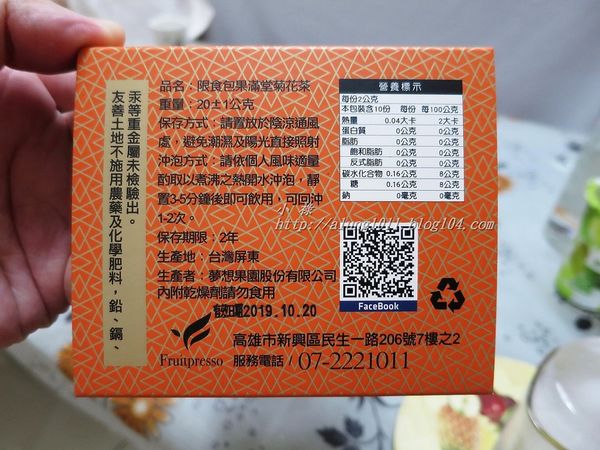 友善土地不施用農藥及化學肥料，鉛、鎘、
汞等重金屬未檢驗出。
品名：限食包果滿堂菊花茶
重量：20±1公克
保存方式：請置放於陰涼通風
處，避免潮濕及陽光直接照射
沖泡方式：請依個人風味適量
酌取以煮沸之熱開水沖泡，靜
置3-5分鐘後即可飲用，可回沖
1-2次。
保存期限：2年
生產地：台灣屏東
生產者：夢想果園股份有限公司
內附乾燥劑請勿食用
2019.10.20
營養標示
每份2公克
本包裝含10份 每份 每100公克
熱量 0.04大卡 2大卡
蛋白質 0公克 0公克
脂肪 0公克 0公克
飽和脂肪 0公克 0公克
反式脂肪 0公克 0公克
碳水化合物 0.16公克 8公克
糖 0.16公克 8公克
鈉 0毫克 0毫克
FaceBook
Fruitpresso
高雄市新興區民生一路206號7樓之2
服務電話/07-2221011